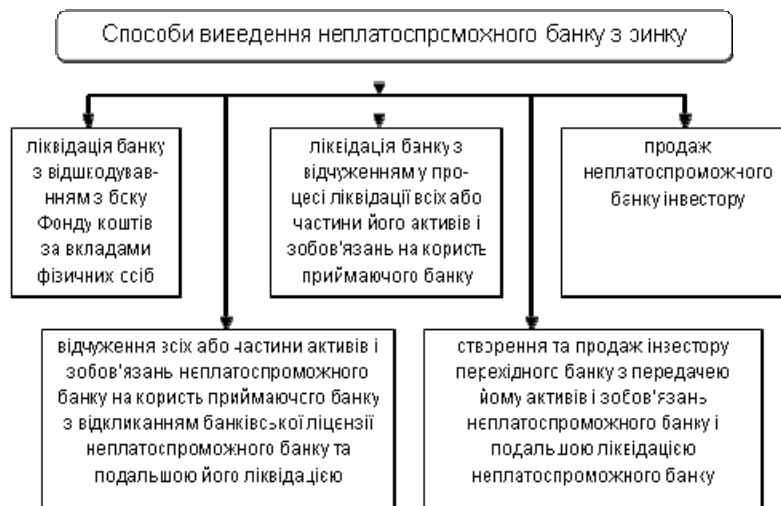 Способи виведення неплатоспроможного банку з ринку
ліквідація банку
з відшкодуван-
ням з боку
Фонду коштів
за вкладами
фізичних осіб
ліквідація банку з
відчуженням у про-
цесі ліквідації всіх або
частини його активів і
зобов'язань на користь
приймаючого банку
продаж
неплатоспроможного
банку інвестору
відчуження всіх або частини активів і
зобов'язань неплатоспроможного
банку на користь приймаючого банку
з відкликанням банківської ліцензії
неплатоспроможного банку та
подальшою його ліквідацією
створення та продаж інвестору
перехідного банку з передачею
йому активів і зобов'язань
неплатоспроможного банку і
подальшою ліквідацією
неплатоспроможного банку